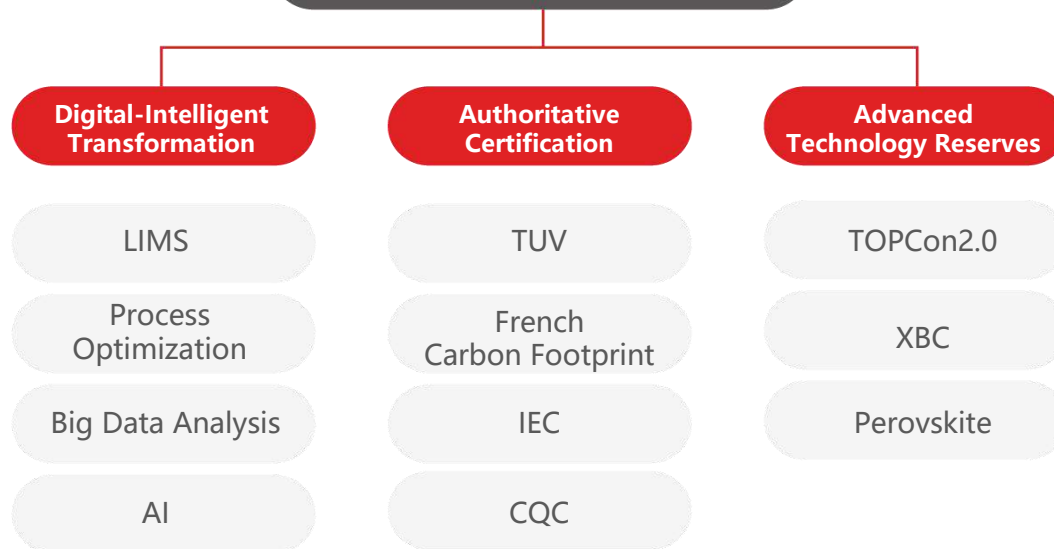 Digital-Intelligent
Transformation
Authoritative
Certification
Advanced
Technology Reserves
LIMS
TUV
TOPCon2.0
Process
Optimization
French
Carbon Footprint
XBC
Big Data Analysis
IEC
Perovskite
AI
CQC